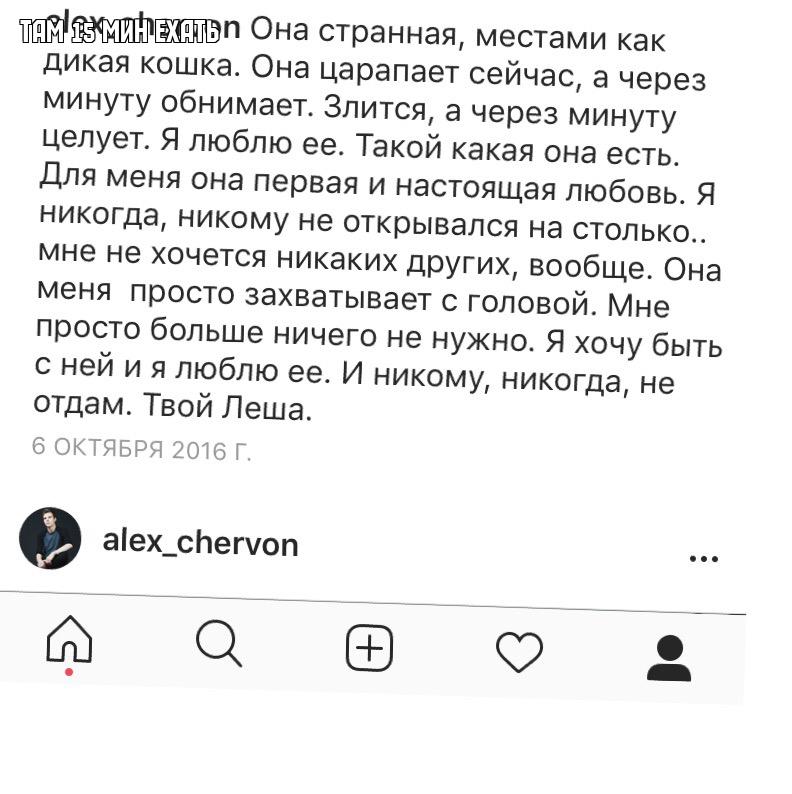 ТАМ 15 МИН ЕХАТЬ
alex_chervon Она странная, местами как
дикая кошка. Она царапает сейчас, а через
минуту обнимает. Злится, а через минуту
целует. Я люблю ее. Такой какая она есть.
Для меня она первая и настоящая любовь. Я
никогда, никому не открывался на столько..
мне не хочется никаких других, вообще. Она
меня просто захватывает с головой. Мне
просто больше ничего не нужно. Я хочу быть
с ней и я люблю ее. И никому, никогда, не
отдам. Твой Леша.
6 ОКТЯБРЯ 2016 Г.
alex_chervon